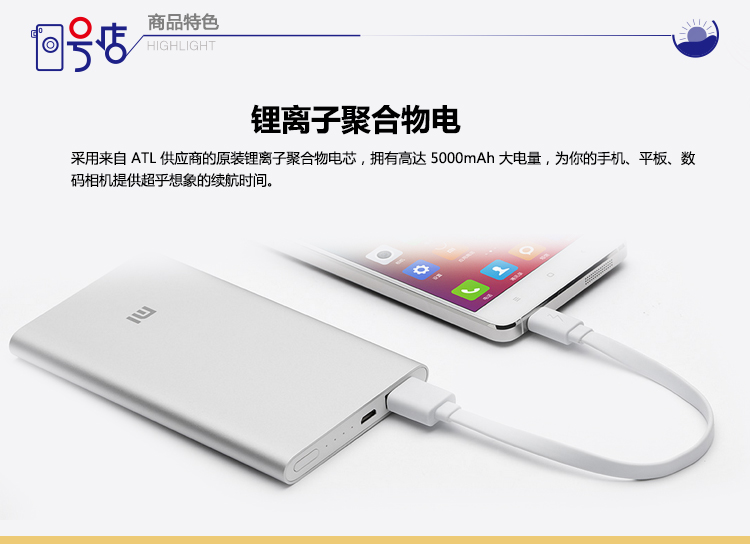 号店
商品特色
HIGHLIGHT
锂离子聚合物电
采用来自 ATL 供应商的原装锂离子聚合物电芯，拥有高达 5000mAh 大电量，为你的手机、平板、数
码相机提供超乎想象的续航时间。
MI